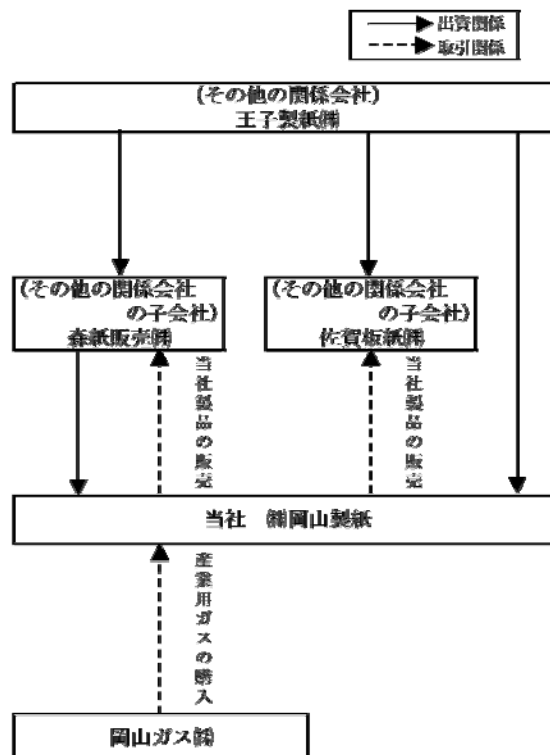 出資関係
取引関係
(その他の関係会社)
王子製紙㈱
(その他の関係会社
の子会社)
森紙販売㈱
(その他の関係会社
の子会社)
佐賀板紙㈱
当社製品の販売
当社製品の販売
当社　㈱岡山製紙
産業用ガスの購入
岡山ガス㈱